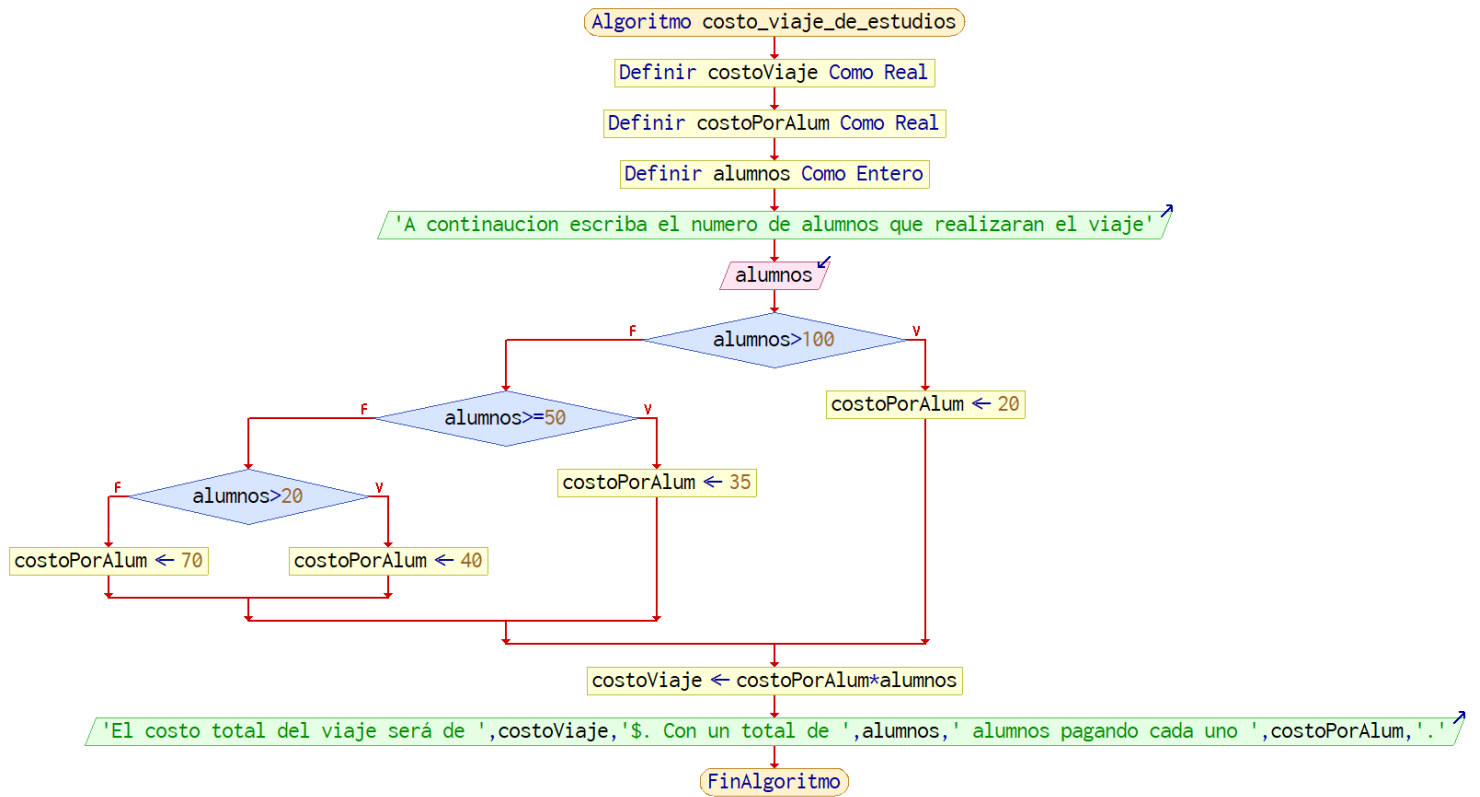 Algoritmo costo_viaje_de_estudios
Definir costoViaje Como Real
Definir costoPorAlum Como Real
Definir alumnos Como Entero
'A continaucion escriba el numero de alumnos que realizaran el viaje'
alumnos
alumnos>100
F
V
costoPorAlum ← 20
alumnos>=50
F
V
costoPorAlum ← 35
alumnos>20
F
V
costoPorAlum ← 70
costoPorAlum ← 40
costoViaje ← costoPorAlum*alumnos
'El costo total del viaje será de ',costoViaje,'$. Con un total de ',alumnos,' alumnos pagando cada uno ',costoPorAlum,'.'
FinAlgoritmo